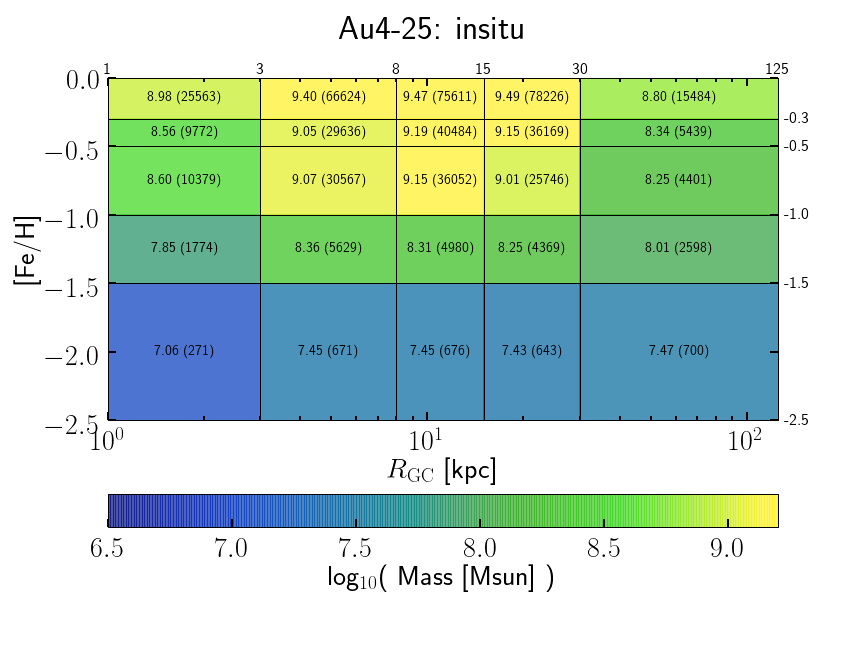 Au4-25: insitu
1 3 8 15 30 125
0.0
8.98 (25563) 9.40 (66624) 9.47 (75611) 9.49 (78226) 8.80 (15484)
-0.3
8.56 (9772) 9.05 (29636) 9.19 (40484) 9.15 (36169) 8.34 (5439)
−0.5 -0.5
8.60 (10379) 9.07 (30567) 9.15 (36052) 9.01 (25746) 8.25 (4401)
−1.0 -1.0
[Fe/H]
7.85 (1774) 8.36 (5629) 8.31 (4980) 8.25 (4369) 8.01 (2598)
−1.5 -1.5
7.06 (271) 7.45 (671) 7.45 (676) 7.43 (643) 7.47 (700)
−2.0
−2.5 -2.5
10⁰ 10¹ 10²
R_GC [kpc]
6.5 7.0 7.5 8.0 8.5 9.0
log₁₀( Mass [Msun] )